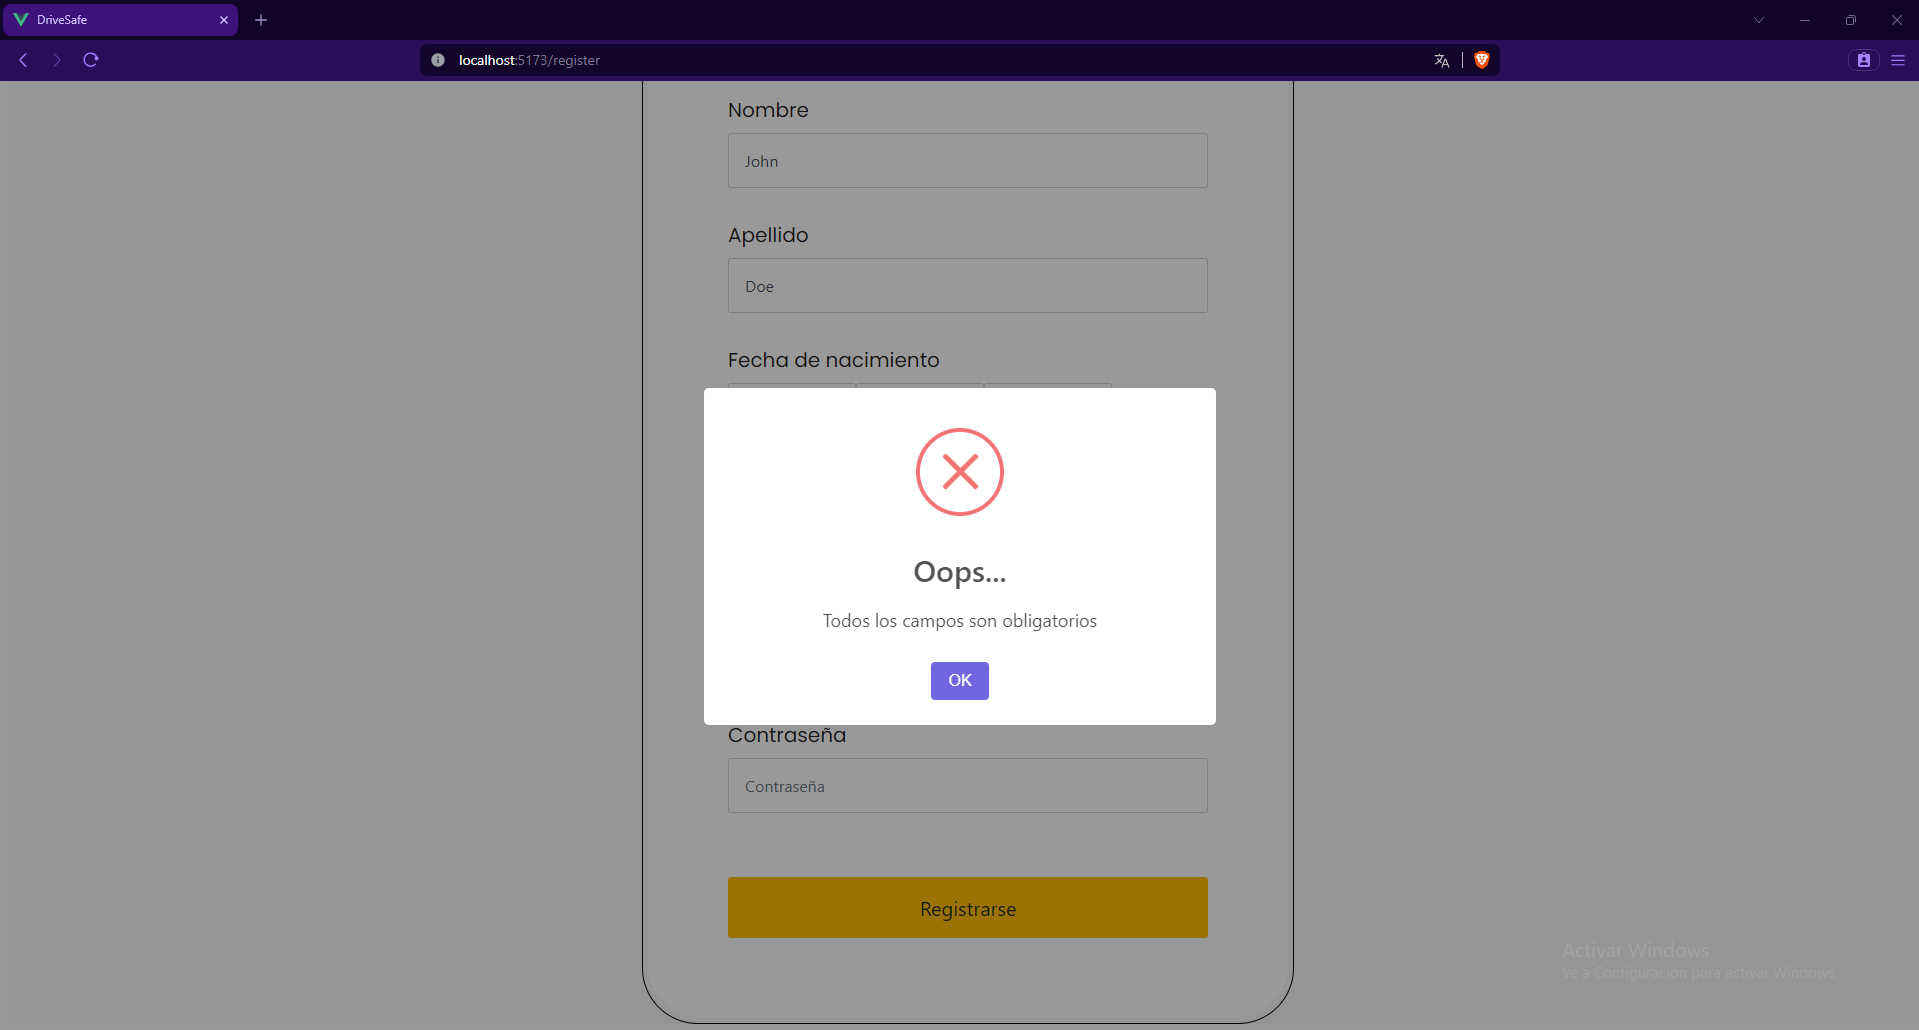 DriveSafe
localhost:5173/register
Nombre
John
Apellido
Doe
Fecha de nacimiento
Oops...
Todos los campos son obligatorios
OK
Contraseña
Contraseña
Registrarse
Activar Windows
Ve a Configuración para activar Windows.